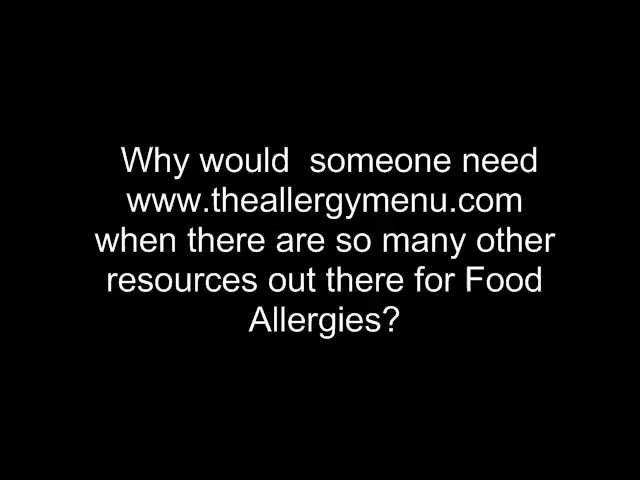 Why would  someone need
www.theallergymenu.com
when there are so many other
resources out there for Food
Allergies?